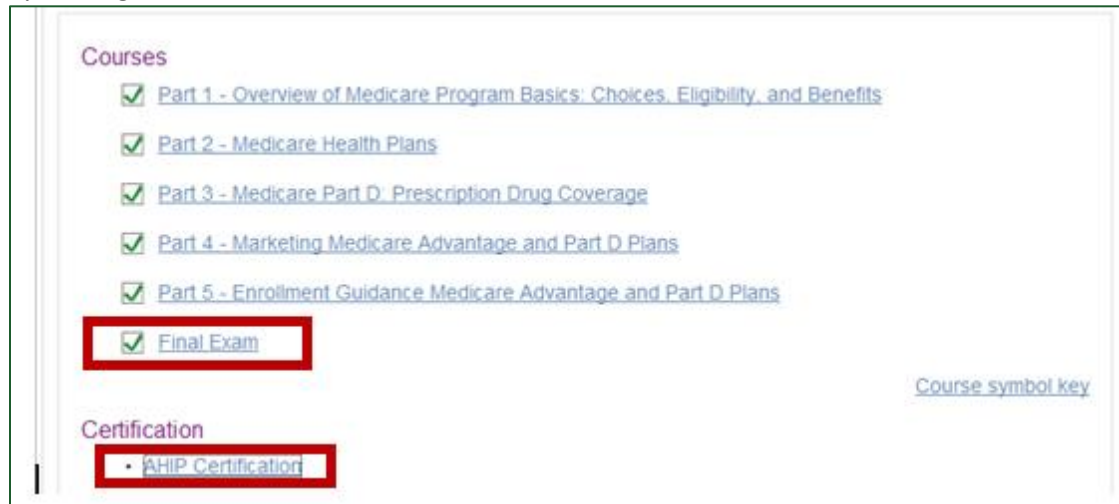 Courses
Part 1 - Overview of Medicare Program Basics: Choices, Eligibility, and Benefits
Part 2 - Medicare Health Plans
Part 3 - Medicare Part D: Prescription Drug Coverage
Part 4 - Marketing Medicare Advantage and Part D Plans
Part 5 - Enrollment Guidance Medicare Advantage and Part D Plans
Final Exam
Course symbol key
Certification
• AHIP Certification